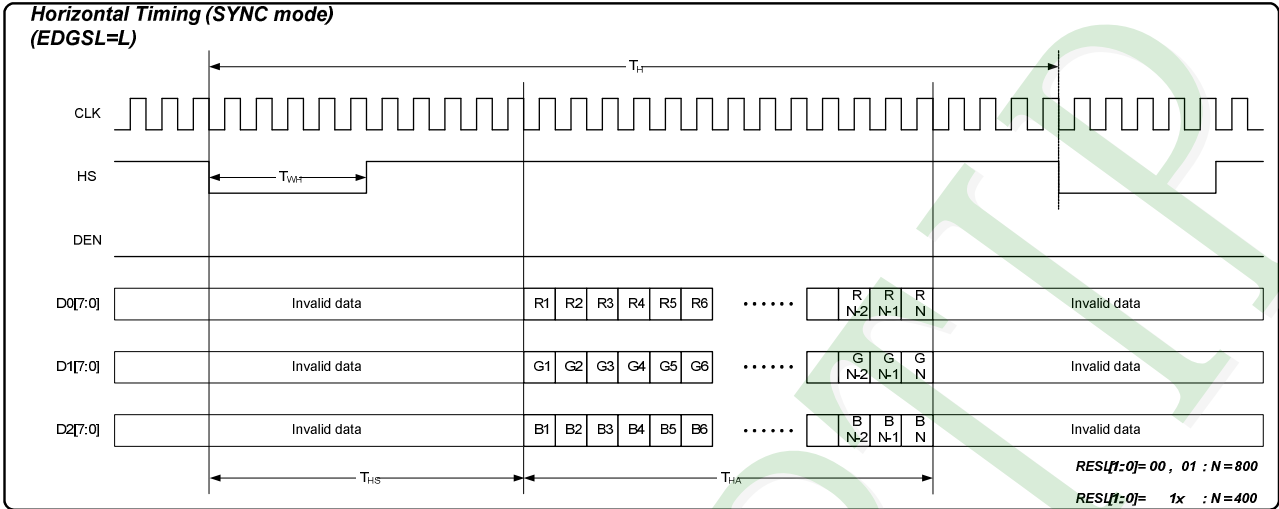 Horizontal Timing (SYNC mode)
(EDGSL=L)
TH
CLK
HS
TWH
DEN
D0[7:0] Invalid data R1 R2 R3 R4 R5 R6 ...... R N-2 R N-1 R N Invalid data
D1[7:0] Invalid data G1 G2 G3 G4 G5 G6 ...... G N-2 G N-1 G N Invalid data
D2[7:0] Invalid data B1 B2 B3 B4 B5 B6 ...... B N-2 B N-1 B N Invalid data
THS THA
RESL[1:0]= 00 , 01 : N = 800
RESL[1:0]= 1x : N = 400